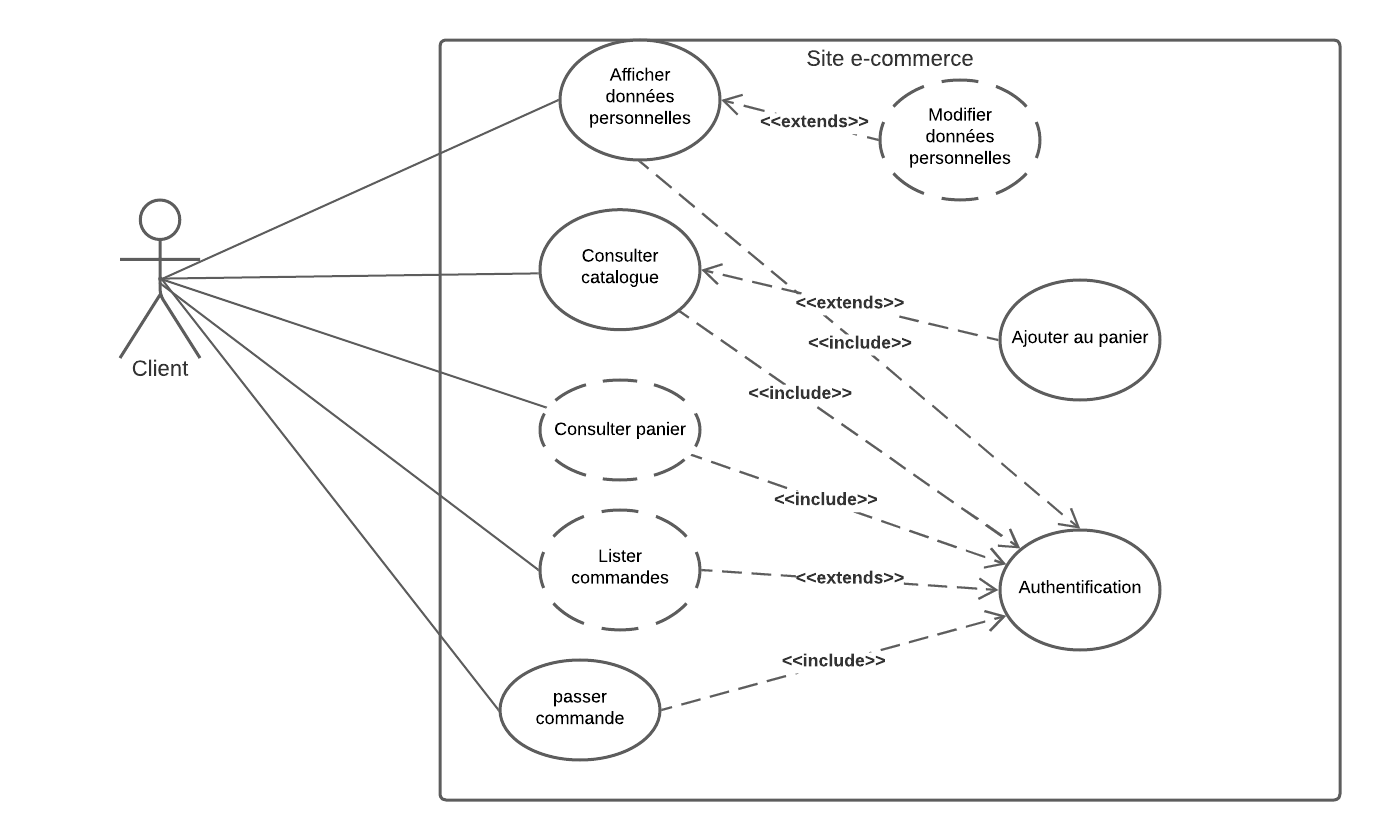 Site e-commerce
Afficher
données
personnelles
<<extends>>
Modifier
données
personnelles
Client
Consulter
catalogue
<<extends>>
<<include>>
Ajouter au panier
<<include>>
Consulter panier
<<include>>
Lister
commandes
<<extends>>
Authentification
<<include>>
passer
commande